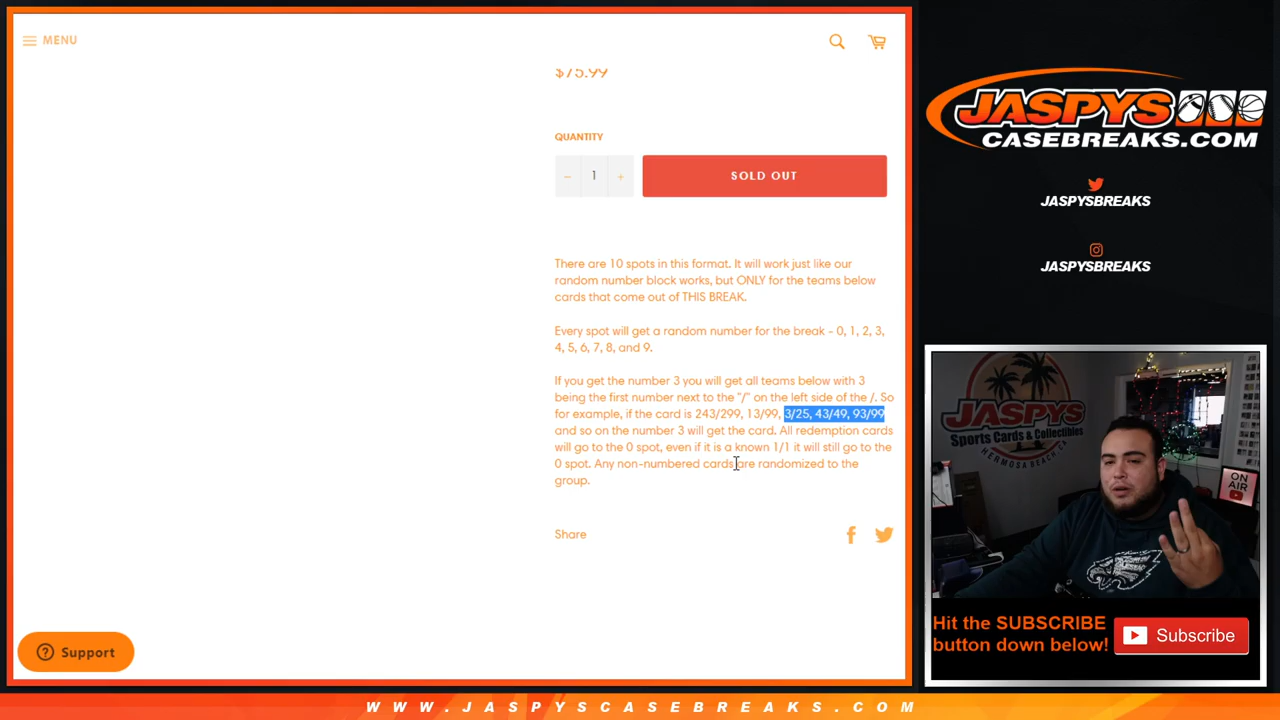 MENU
$75.99
QUANTITY
− 1 +
SOLD OUT
There are 10 spots in this format. It will work just like our
random number block works, but ONLY for the teams below
cards that come out of THIS BREAK.
Every spot will get a random number for the break - 0, 1, 2, 3,
4, 5, 6, 7, 8, and 9.
If you get the number 3 you will get all teams below with 3
being the first number next to the "/" on the left side of the /. So
for example, if the card is 243/299, 13/99, 3/25, 43/49, 93/99
and so on the number 3 will get the card. All redemption cards
will go to the 0 spot, even if it is a known 1/1 it will still go to the
0 spot. Any non-numbered cards are randomized to the
group.
Share
Support
JASPYS
CASEBREAKS.COM
JASPYSBREAKS
JASPYSBREAKS
JASPYS
Sports Cards & Collectibles
HERMOSA BEACH, CA
ON AIR
EAGLES
Hit the SUBSCRIBE
button down below!
Subscribe
WWW.JASPYSCASEBREAKS.COM